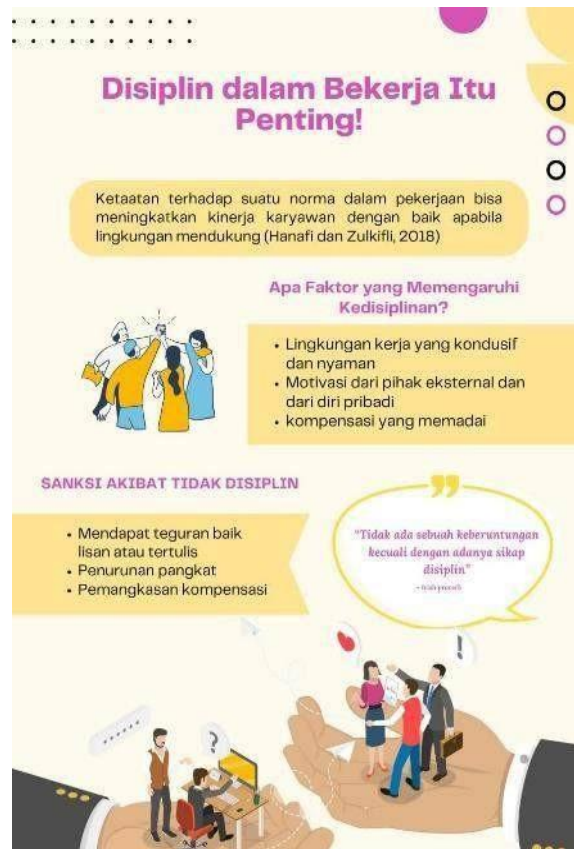 Disiplin dalam Bekerja Itu
Penting!
Ketaatan terhadap suatu norma dalam pekerjaan bisa
meningkatkan kinerja karyawan dengan baik apabila
lingkungan mendukung (Hanafi dan Zulkifli, 2018)
Apa Faktor yang Memengaruhi
Kedisiplinan?
• Lingkungan kerja yang kondusif
dan nyaman
• Motivasi dari pihak eksternal dan
dari diri pribadi
• kompensasi yang memadai
SANKSI AKIBAT TIDAK DISIPLIN
• Mendapat teguran baik
lisan atau tertulis
• Penurunan pangkat
• Pemangkasan kompensasi
"Tidak ada sebuah keberuntungan
kecuali dengan adanya sikap
disiplin"
?
!